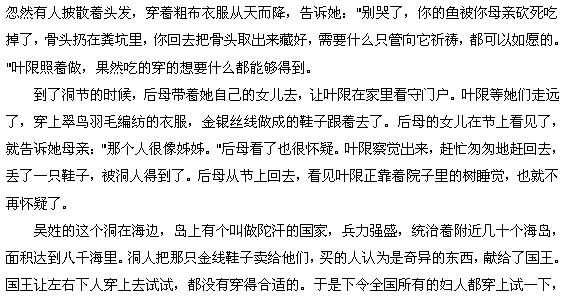 忽然有人披散着头发，穿着粗布衣服从天而降，告诉她："别哭了，你的鱼被你母亲砍死吃
掉了，骨头扔在粪坑里，你回去把骨头取出来藏好，需要什么只管向它祈祷，都可以如愿的。
"叶限照着做，果然吃的穿的想要什么都能够得到。
到了洞节的时候，后母带着她自己的女儿去，让叶限在家里看守门户。叶限等她们走远
了，穿上翠鸟羽毛编纺的衣服，金银丝线做成的鞋子跟着去了。后母的女儿在节上看见了，
就告诉她母亲："那个人很像姊姊。"后母看了也很怀疑。叶限察觉出来，赶忙匆匆地赶回去，
丢了一只鞋子，被洞人得到了。后母从节上回去，看见叶限正靠着院子里的树睡觉，也就不
再怀疑了。
吴姓的这个洞在海边，岛上有个叫做陀汗的国家，兵力强盛，统治着附近几十个海岛，
面积达到八千海里。洞人把那只金线鞋子卖给他们，买的人认为是奇异的东西，献给了国王。
国王让左右下人穿上去试试，都没有穿得合适的。于是下令全国所有的妇人都穿上试一下，